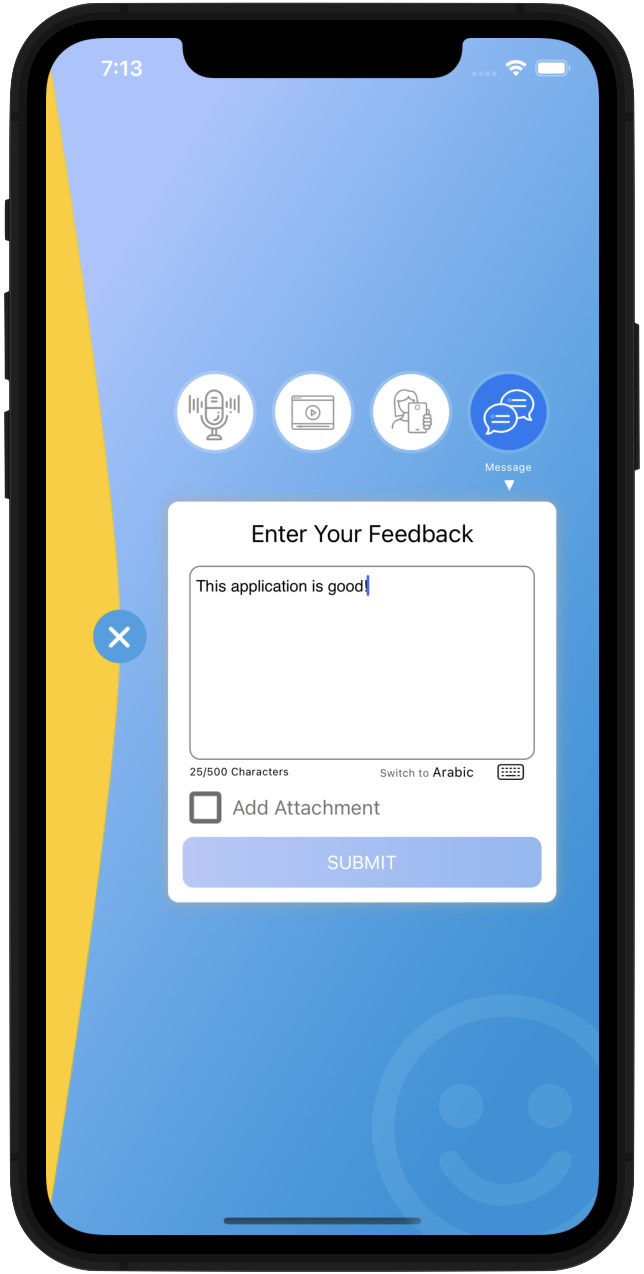 7:13
Message
Enter Your Feedback
This application is good!
25/500 Characters
Switch to Arabic
Add Attachment
SUBMIT